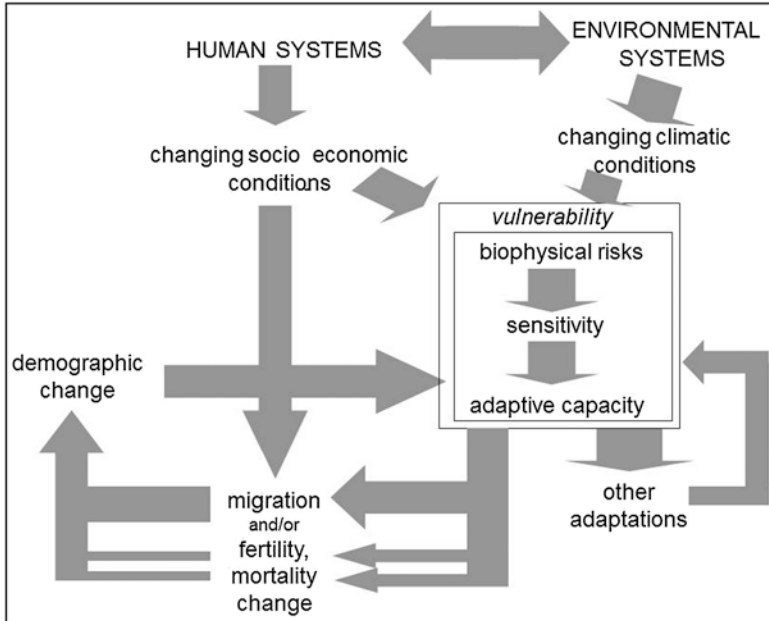 HUMAN SYSTEMS
ENVIRONMENTAL
SYSTEMS
changing socio economic
conditions
changing climatic
conditions
vulnerability
biophysical risks
sensitivity
adaptive capacity
demographic
change
migration
and/or
fertility,
mortality
change
other
adaptations